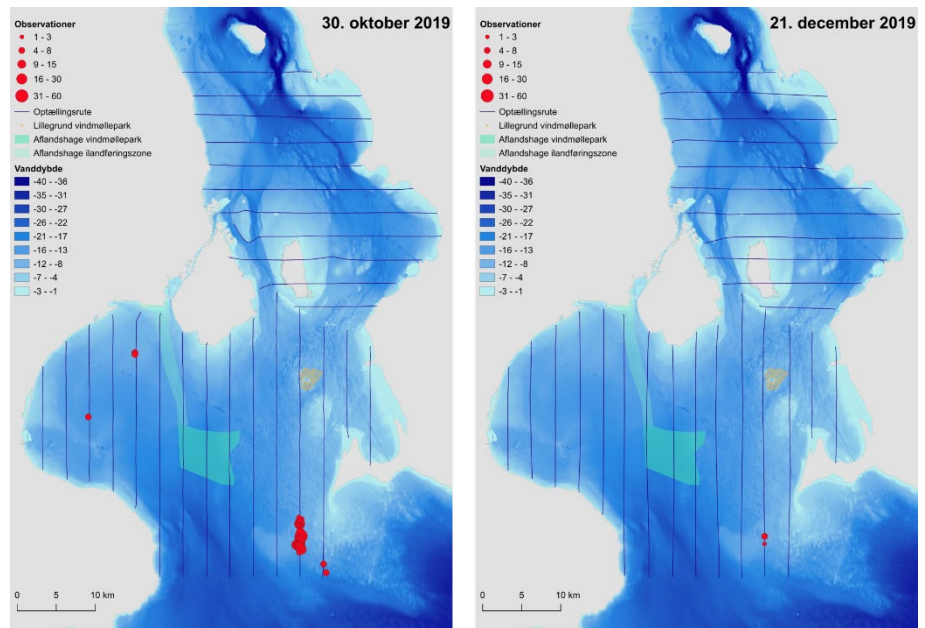 30. oktober 2019
Observationer
1 - 3
4 - 8
9 - 15
16 - 30
31 - 60
Optællingsrute
Lillegrund vindmøllepark
Aflandshage vindmøllepark
Aflandshage ilandføringszone
Vanddybde
-40 - -36
-35 - -31
-30 - -27
-26 - -22
-21 - -17
-16 - -13
-12 - -8
-7 - -4
-3 - -1
0 5 10 km
21. december 2019
Observationer
1 - 3
4 - 8
9 - 15
16 - 30
31 - 60
Optællingsrute
Lillegrund vindmøllepark
Aflandshage vindmøllepark
Aflandshage ilandføringszone
Vanddybde
-40 - -36
-35 - -31
-30 - -27
-26 - -22
-21 - -17
-16 - -13
-12 - -8
-7 - -4
-3 - -1
0 5 10 km